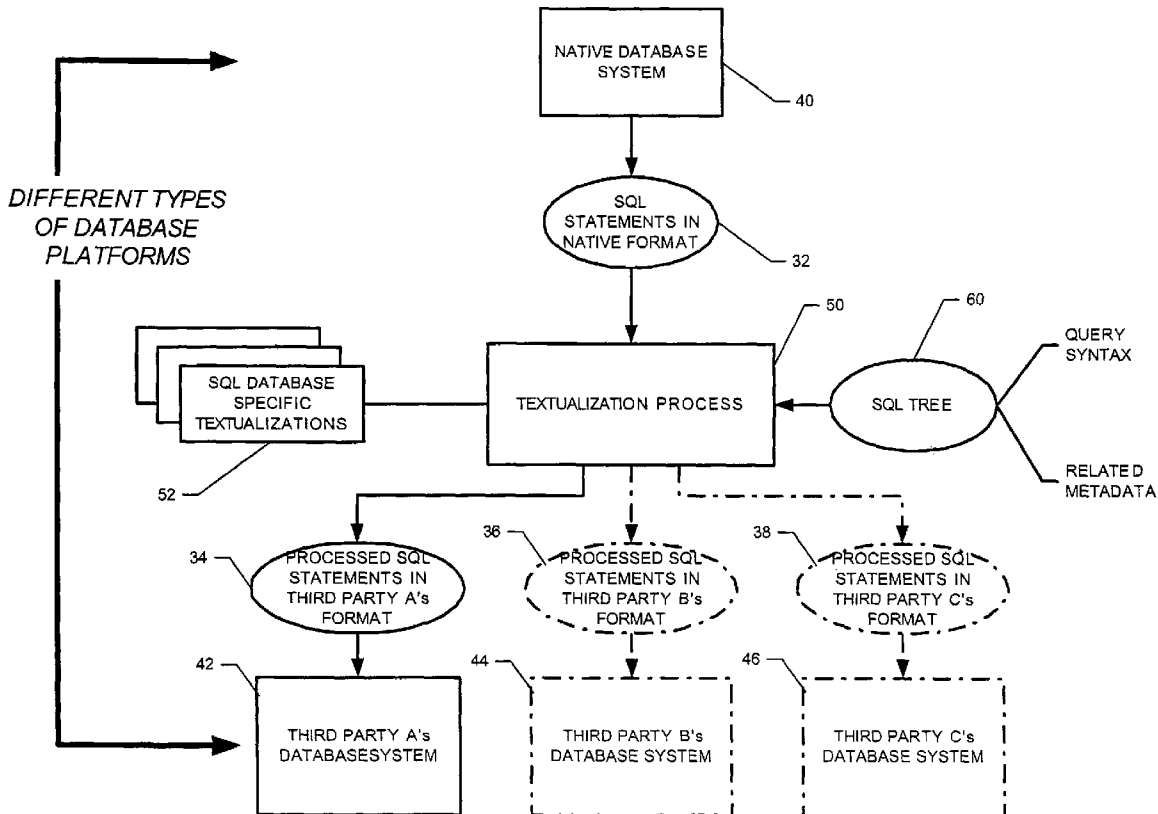 NATIVE DATABASE
SYSTEM
40
DIFFERENT TYPES
OF DATABASE
PLATFORMS
SQL
STATEMENTS IN
NATIVE FORMAT
32
50
60
QUERY
SYNTAX
SQL DATABASE
SPECIFIC
TEXTUALIZATIONS
TEXTUALIZATION PROCESS
SQL TREE
52
RELATED
METADATA
34
PROCESSED SQL
STATEMENTS IN
THIRD PARTY A's
FORMAT
36
PROCESSED SQL
STATEMENTS IN
THIRD PARTY B's
FORMAT
38
PROCESSED SQL
STATEMENTS IN
THIRD PARTY C's
FORMAT
42
44
46
THIRD PARTY A's
DATABASESYSTEM
THIRD PARTY B's
DATABASE SYSTEM
THIRD PARTY C's
DATABASE SYSTEM